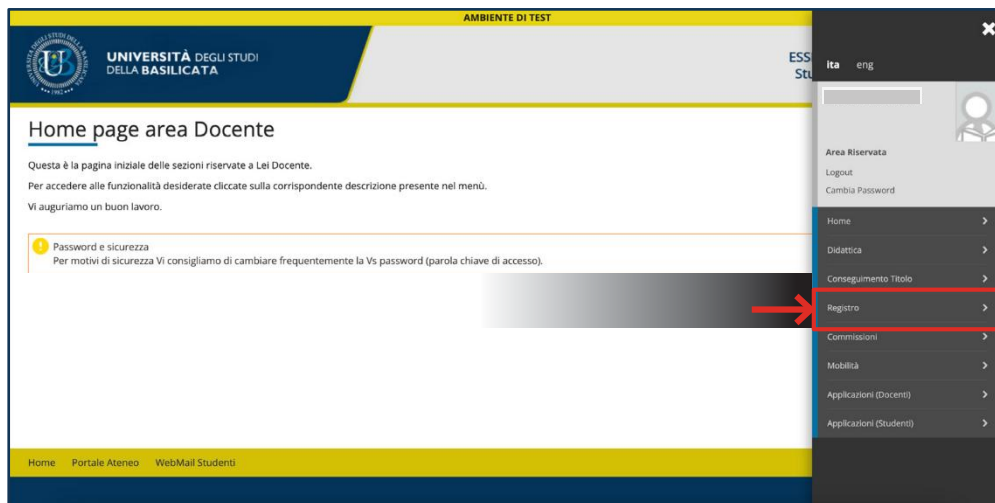 AMBIENTE DI TEST
UNIVERSITÀ DEGLI STUDI
DELLA BASILICATA
ESS
Stu
Home page area Docente
Questa è la pagina iniziale delle sezioni riservate a Lei Docente.
Per accedere alle funzionalità desiderate cliccate sulla corrispondente descrizione presente nel menù.
Vi auguriamo un buon lavoro.
Password e sicurezza
Per motivi di sicurezza Vi consigliamo di cambiare frequentemente la Vs password (parola chiave di accesso).
Home Portale Ateneo WebMail Studenti
ita eng
Area Riservata
Logout
Cambia Password
Home
Didattica
Conseguimento Titolo
Registro
Commissioni
Mobilità
Applicazioni (Docenti)
Applicazioni (Studenti)